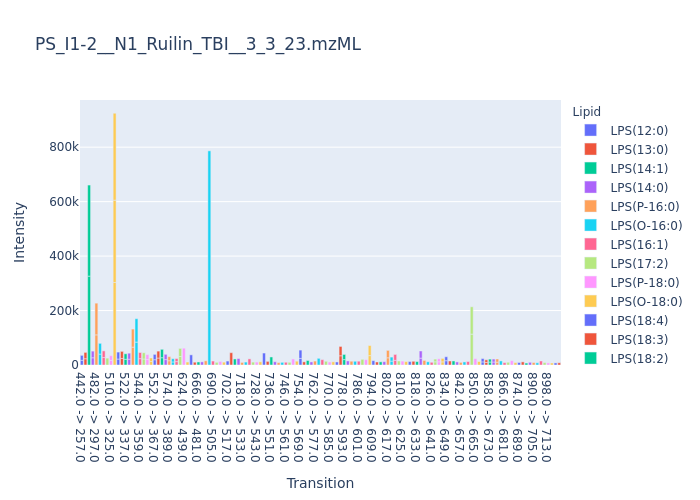 PS_I1-2__N1_Ruilin_TBI__3_3_23.mzML
Lipid
LPS(12:0)
LPS(13:0)
LPS(14:1)
LPS(14:0)
LPS(P-16:0)
LPS(O-16:0)
LPS(16:1)
LPS(17:2)
LPS(P-18:0)
LPS(O-18:0)
LPS(18:4)
LPS(18:3)
LPS(18:2)
Intensity
800k
600k
400k
200k
0
442.0 -> 257.0
482.0 -> 297.0
510.0 -> 325.0
522.0 -> 337.0
544.0 -> 359.0
552.0 -> 367.0
574.0 -> 389.0
624.0 -> 439.0
666.0 -> 481.0
690.0 -> 505.0
702.0 -> 517.0
718.0 -> 533.0
728.0 -> 543.0
736.0 -> 551.0
746.0 -> 561.0
754.0 -> 569.0
762.0 -> 577.0
770.0 -> 585.0
778.0 -> 593.0
786.0 -> 601.0
794.0 -> 609.0
802.0 -> 617.0
810.0 -> 625.0
818.0 -> 633.0
826.0 -> 641.0
834.0 -> 649.0
842.0 -> 657.0
850.0 -> 665.0
858.0 -> 673.0
866.0 -> 681.0
874.0 -> 689.0
890.0 -> 705.0
898.0 -> 713.0
Transition